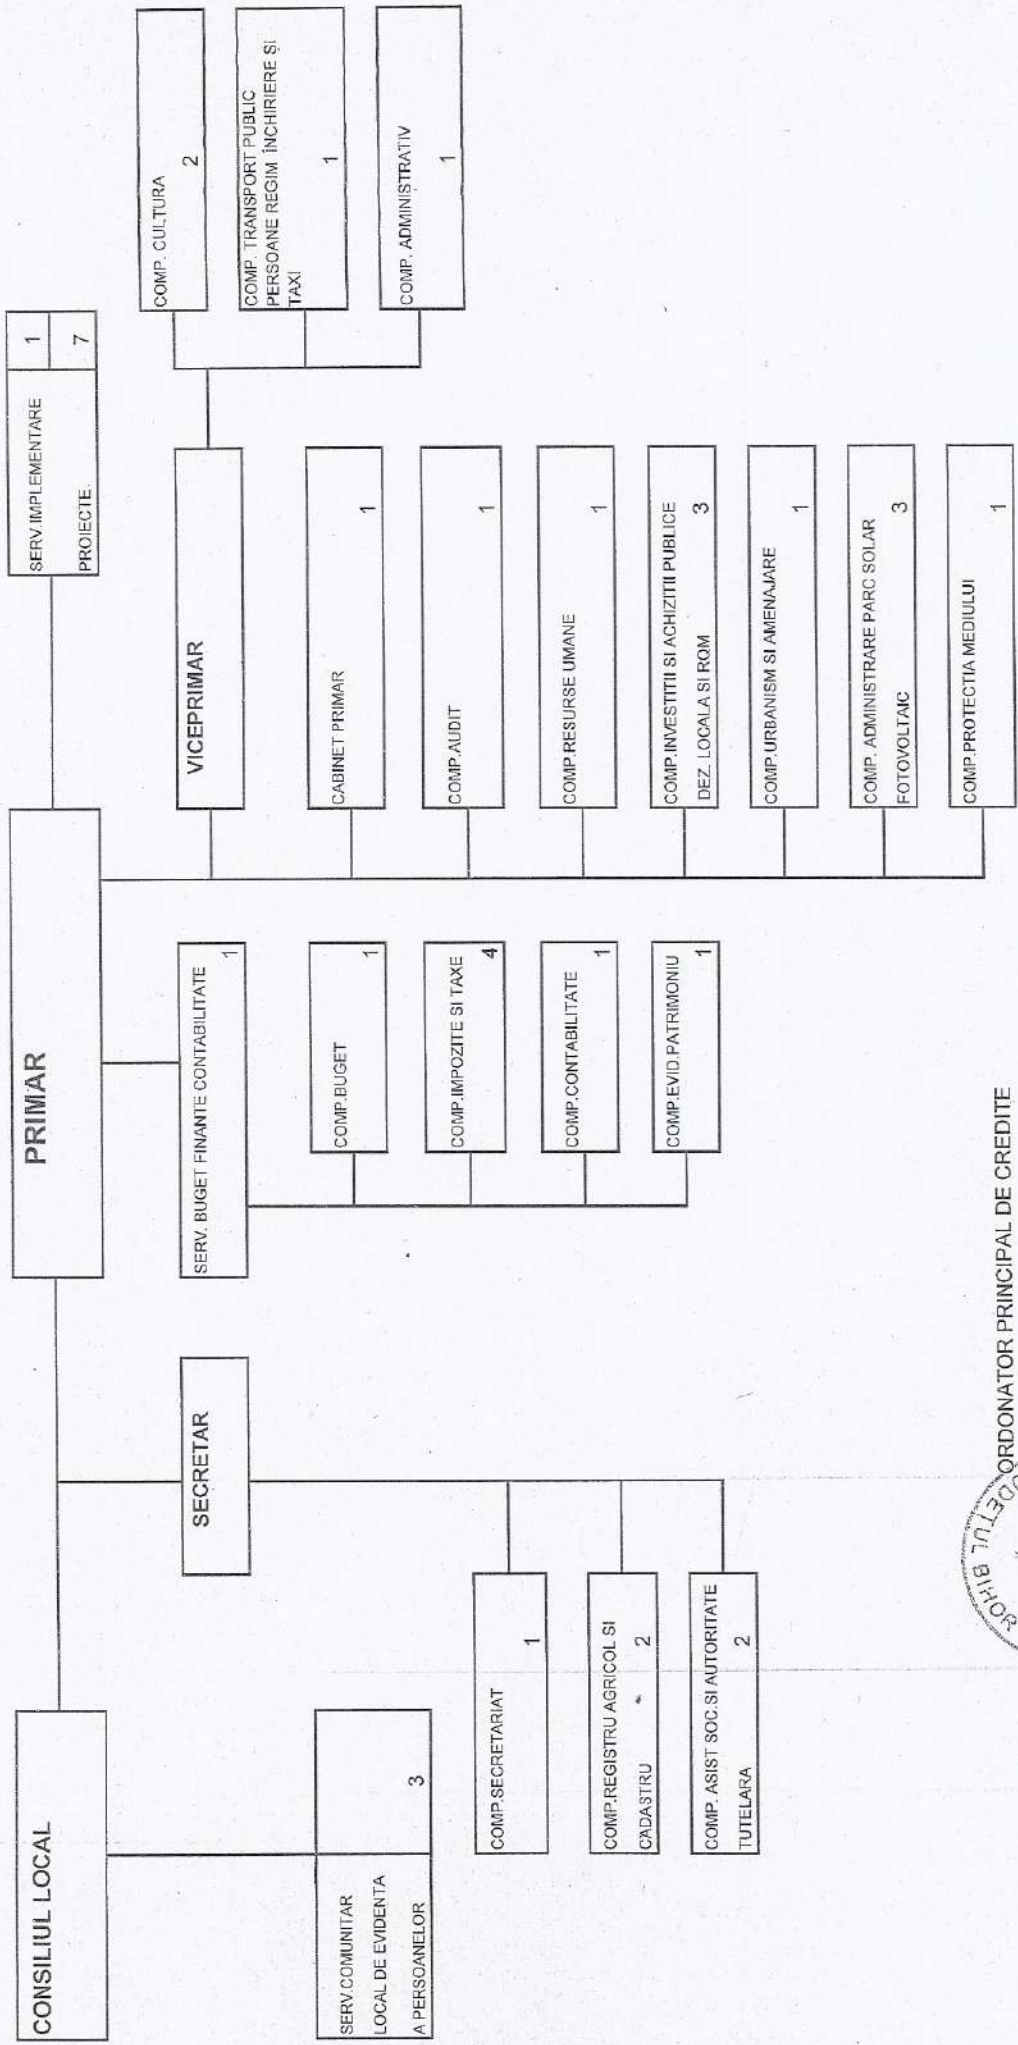 CONSILIUL LOCAL
PRIMAR
SERV.IMPLEMENTARE 1
PROIECTE. 7
SERV.COMUNITAR
LOCAL DE EVIDENTA 3
A PERSOANELOR
SECRETAR
COMP.SECRETARIAT
1
COMP.REGISTRU AGRICOL SI
CADASTRU 2
COMP. ASIST SOC.SI AUTORITATE
TUTELARA 2
SERV. BUGET FINANTE CONTABILITATE
1
COMP.BUGET
1
COMP.IMPOZITE SI TAXE
4
COMP.CONTABILITATE
1
COMP.EVID.PATRIMONIU
1
VICEPRIMAR
CABINET PRIMAR
1
COMP.AUDIT
1
COMP.RESURSE UMANE
1
COMP.INVESTITII SI ACHIZITII PUBLICE
DEZ. LOCALA SI ROM 3
COMP.URBANISM SI AMENAJARE
1
COMP. ADMINISTRARE PARC SOLAR
FOTOVOLTAIC 3
COMP.PROTECTIA MEDIULUI
1
COMP. CULTURA
2
COMP. TRANSPORT PUBLIC
PERSOANE REGIM ÎNCHIRIERE ȘI
TAXI 1
COMP. ADMINISTRATIV
1
ORDONATOR PRINCIPAL DE CREDITE
BIHOR